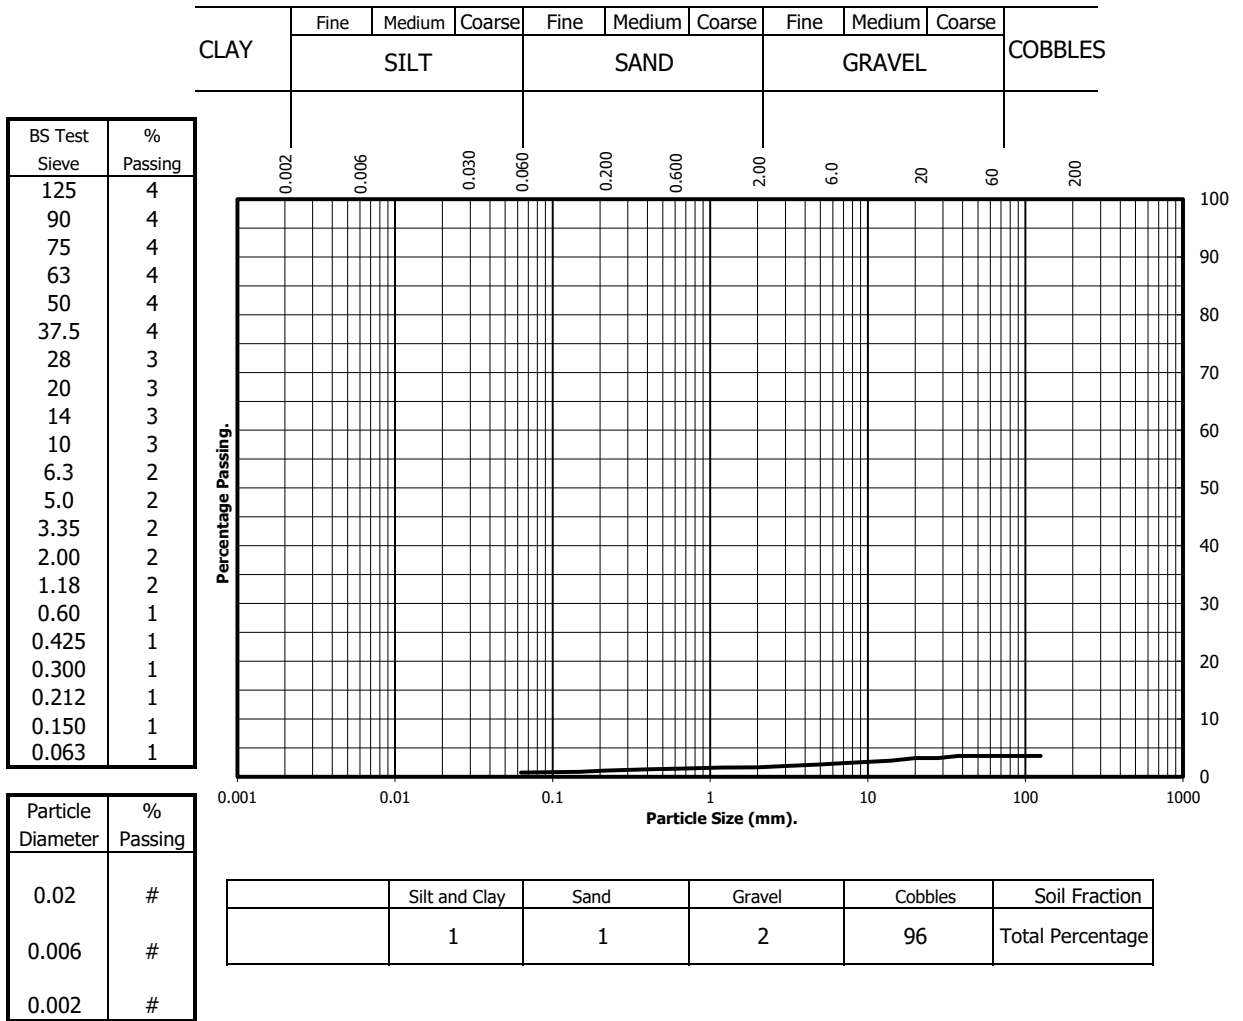 Fine Medium Coarse Fine Medium Coarse Fine Medium Coarse
CLAY SILT SAND GRAVEL COBBLES
0.002 0.006 0.030 0.060 0.200 0.600 2.00 6.0 20 60 200
BS Test %
Sieve Passing
125 4
90 4
75 4
63 4
50 4
37.5 4
28 3
20 3
14 3
10 3
6.3 2
5.0 2
3.35 2
2.00 2
1.18 2
0.60 1
0.425 1
0.300 1
0.212 1
0.150 1
0.063 1
Percentage Passing.
100
90
80
70
60
50
40
30
20
10
0
0.001 0.01 0.1 1 10 100 1000
Particle Size (mm).
Particle %
Diameter Passing
0.02 #
0.006 #
0.002 #
Silt and Clay Sand Gravel Cobbles Soil Fraction
1 1 2 96 Total Percentage